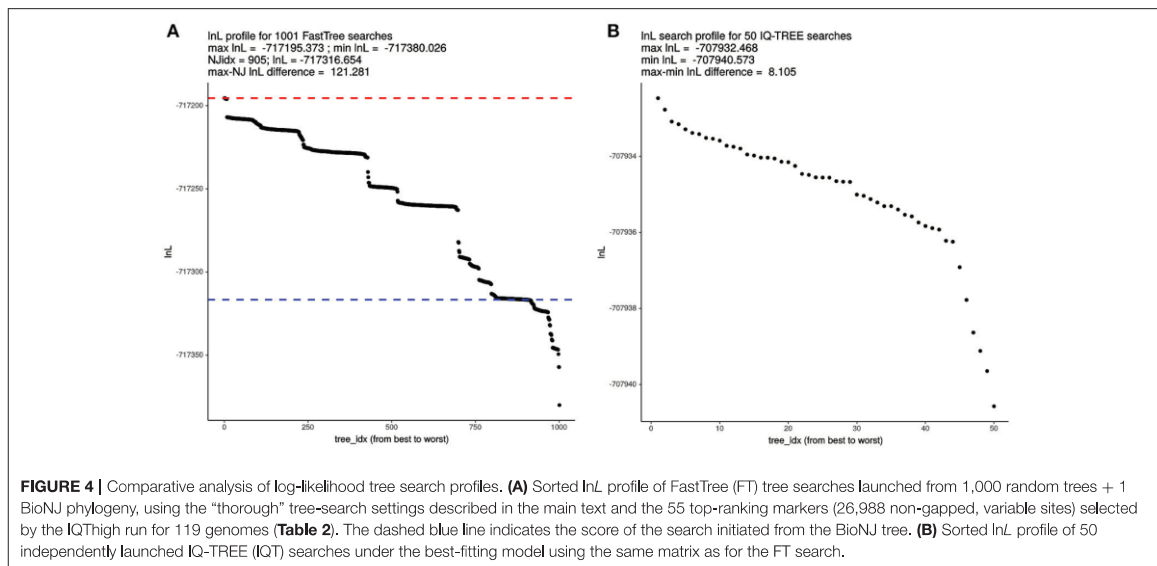 A
lnL profile for 1001 FastTree searches
max lnL = -717195.373 ; min lnL = -717380.026
NJidx = 905; lnL = -717316.654
max-NJ lnL difference = 121.281
-717200
-717250
-717300
-717350
lnL
0 250 500 750 1000
tree_idx (from best to worst)
B
lnL search profile for 50 IQ-TREE searches
max lnL = -707932.468
min lnL = -707940.573
max-min lnL difference = 8.105
-707934
-707936
-707938
-707940
lnL
0 10 20 30 40 50
tree_idx (from best to worst)
FIGURE 4 | Comparative analysis of log-likelihood tree search profiles. (A) Sorted lnL profile of FastTree (FT) tree searches launched from 1,000 random trees + 1
BioNJ phylogeny, using the “thorough” tree-search settings described in the main text and the 55 top-ranking markers (26,988 non-gapped, variable sites) selected
by the IQThigh run for 119 genomes (Table 2). The dashed blue line indicates the score of the search initiated from the BioNJ tree. (B) Sorted lnL profile of 50
independently launched IQ-TREE (IQT) searches under the best-fitting model using the same matrix as for the FT search.